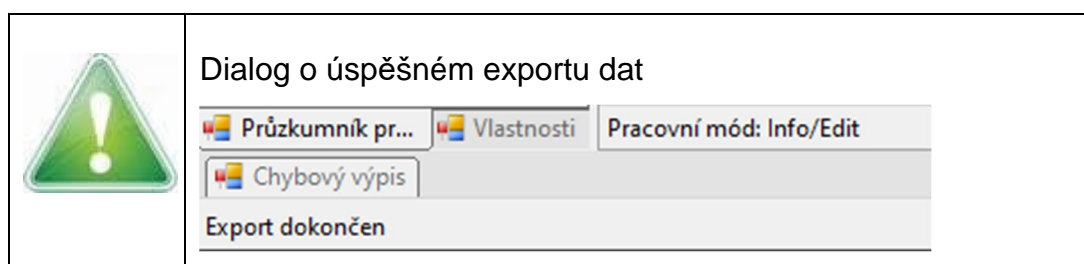 Dialog o úspěšném exportu dat
Průzkumník pr... Vlastnosti Pracovní mód: Info/Edit
Chybový výpis
Export dokončen